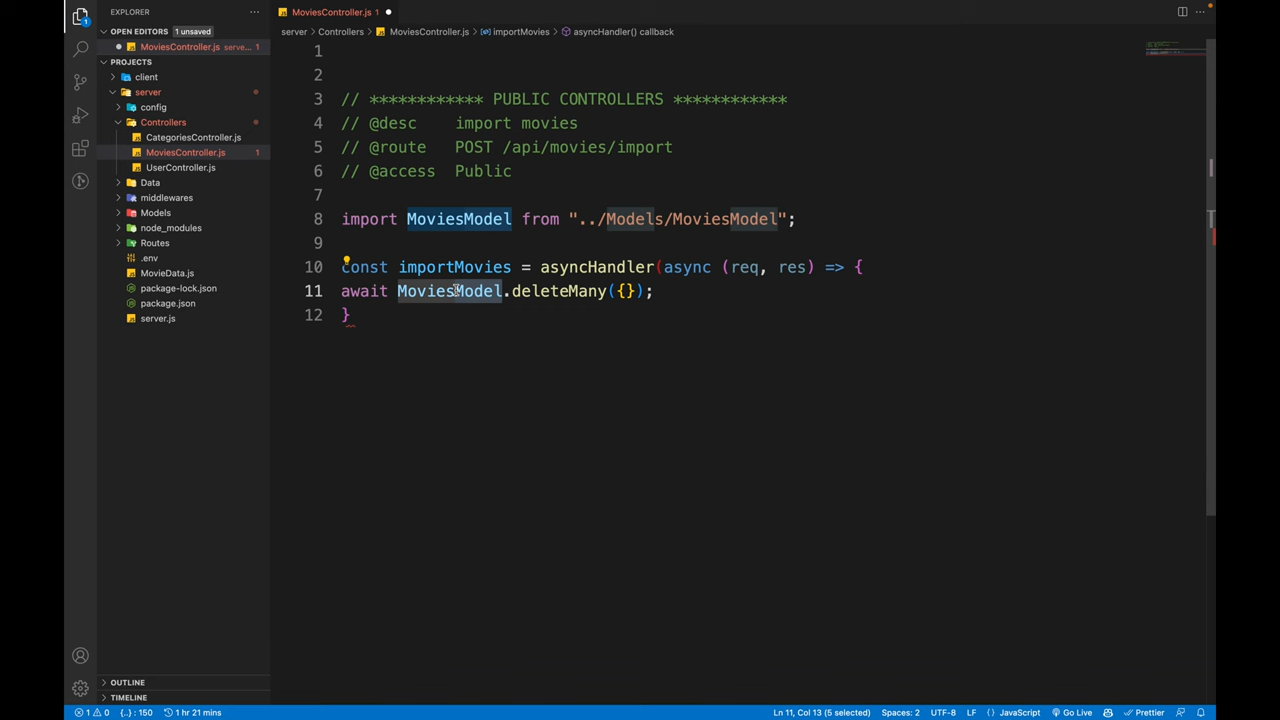 EXPLORER
OPEN EDITORS 1 unsaved
MoviesController.js serve... 1
PROJECTS
client
server
config
Controllers
CategoriesController.js
MoviesController.js 1
UserController.js
Data
middlewares
Models
node_modules
Routes
.env
MovieData.js
package-lock.json
package.json
server.js
OUTLINE
TIMELINE
MoviesController.js 1
server > Controllers > MoviesController.js > importMovies > asyncHandler() callback
1
2
3 // ************ PUBLIC CONTROLLERS ************
4 // @desc import movies
5 // @route POST /api/movies/import
6 // @access Public
7
8 import MoviesModel from "../Models/MoviesModel";
9
10 const importMovies = asyncHandler(async (req, res) => {
11 await MoviesModel.deleteMany({});
12 }
1 0 {..} : 150 1 hr 21 mins Ln 11, Col 13 (5 selected) Spaces: 2 UTF-8 LF {} JavaScript Go Live Prettier